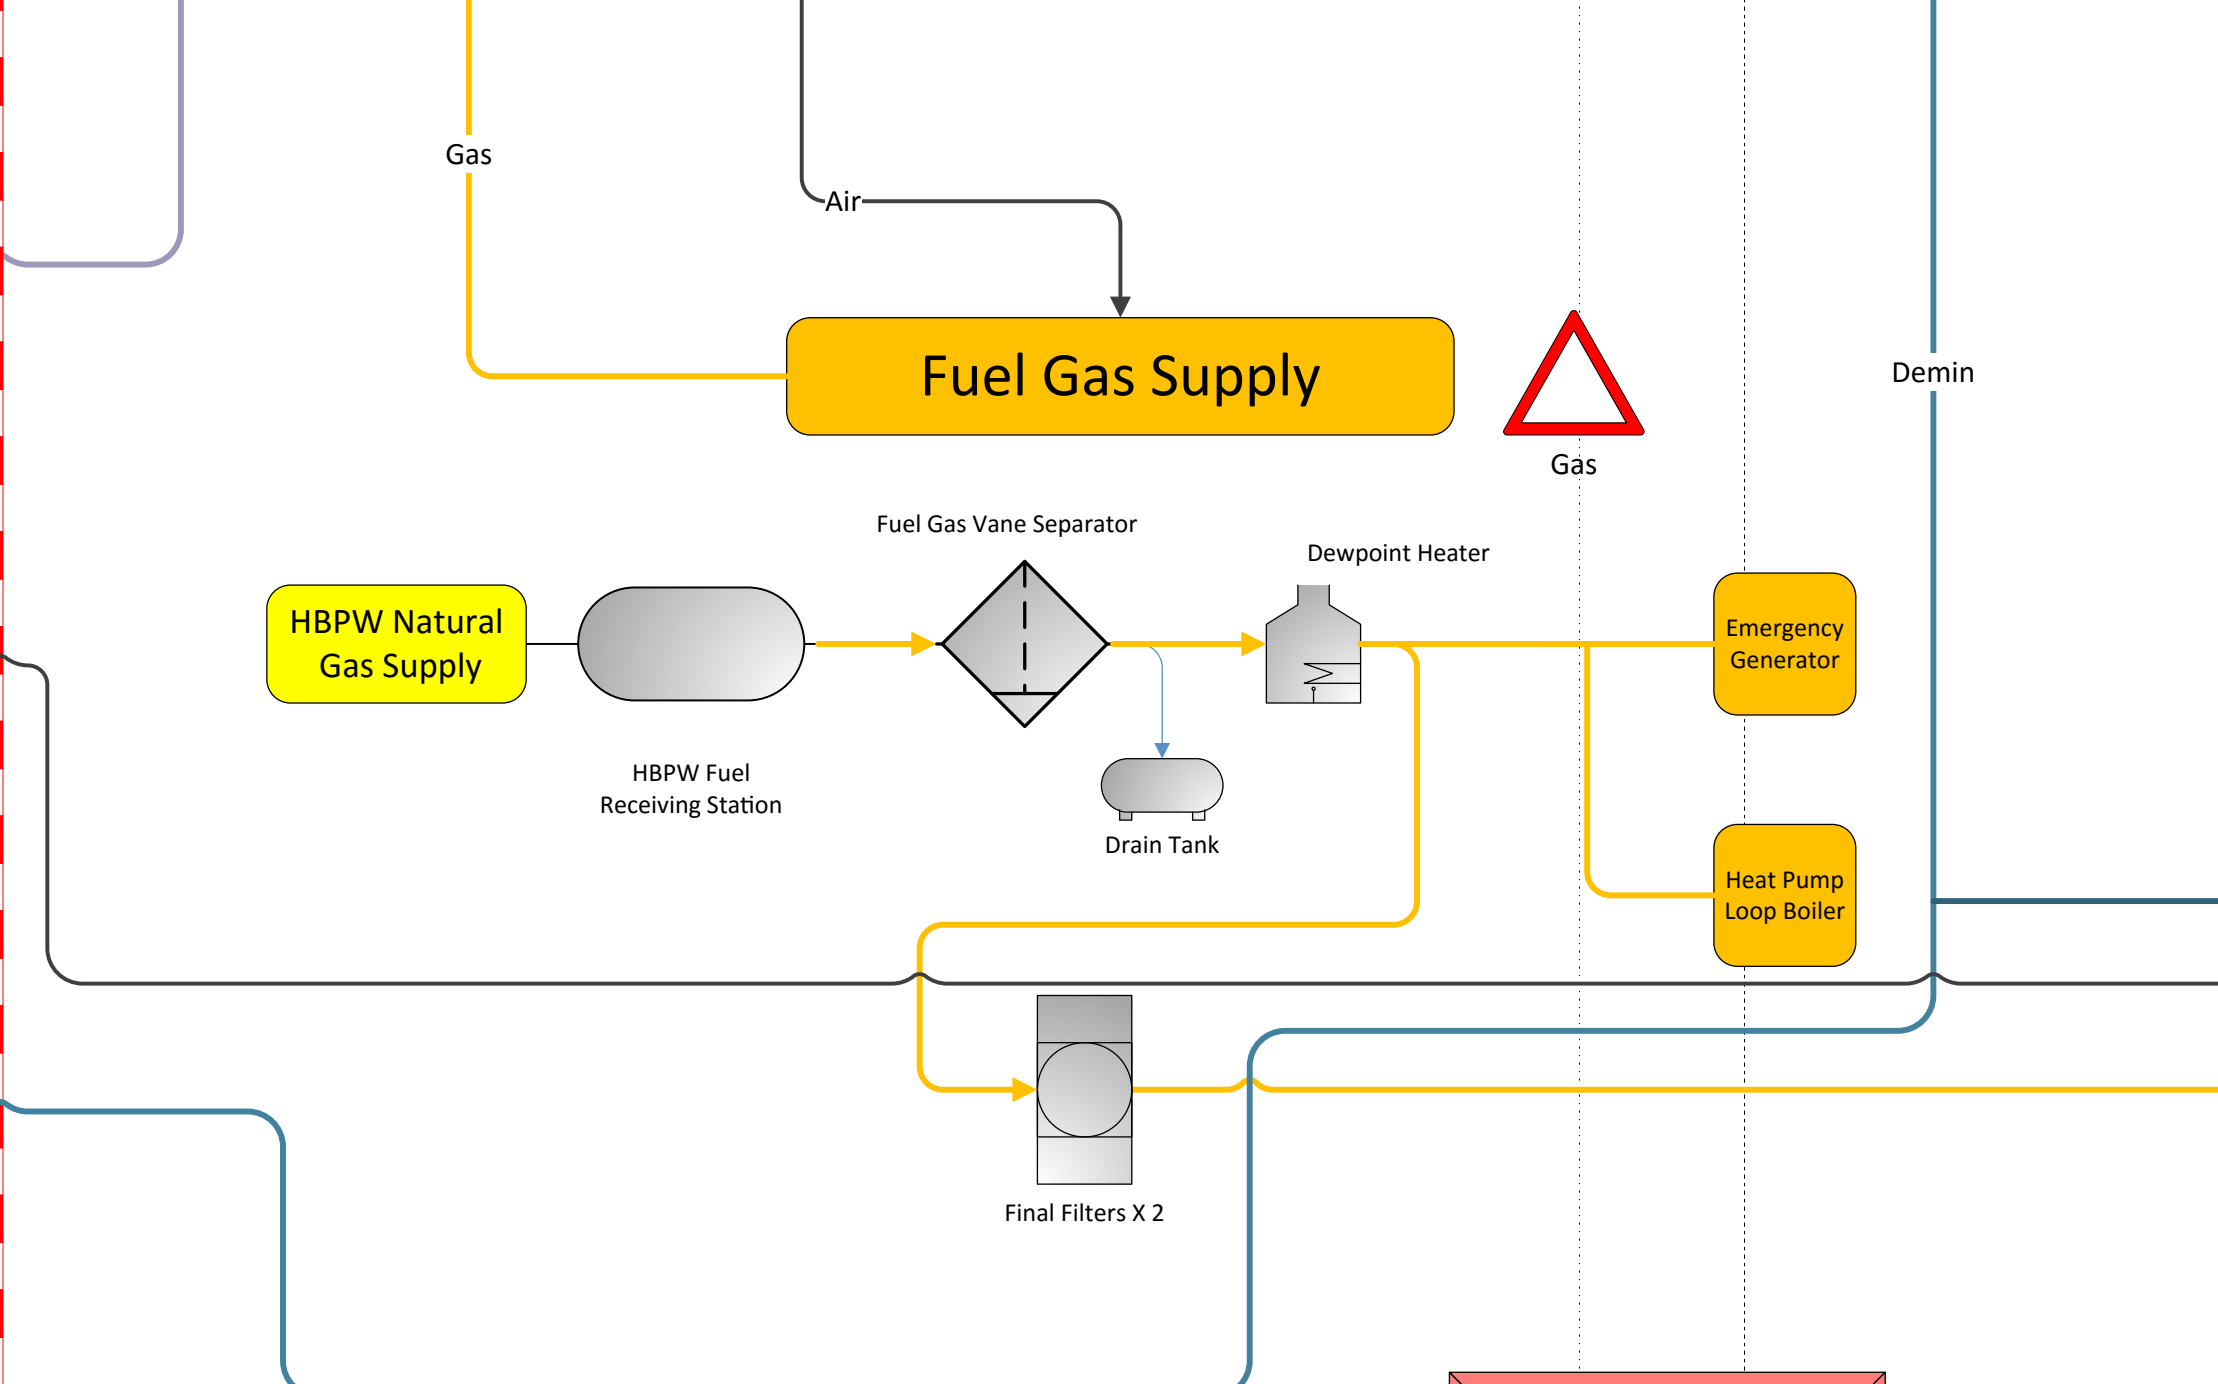 Gas
Air
Fuel Gas Supply
Demin
Gas
Fuel Gas Vane Separator
Dewpoint Heater
HBPW Natural
Gas Supply
Emergency
Generator
HBPW Fuel
Receiving Station
Drain Tank
Heat Pump
Loop Boiler
Final Filters X 2